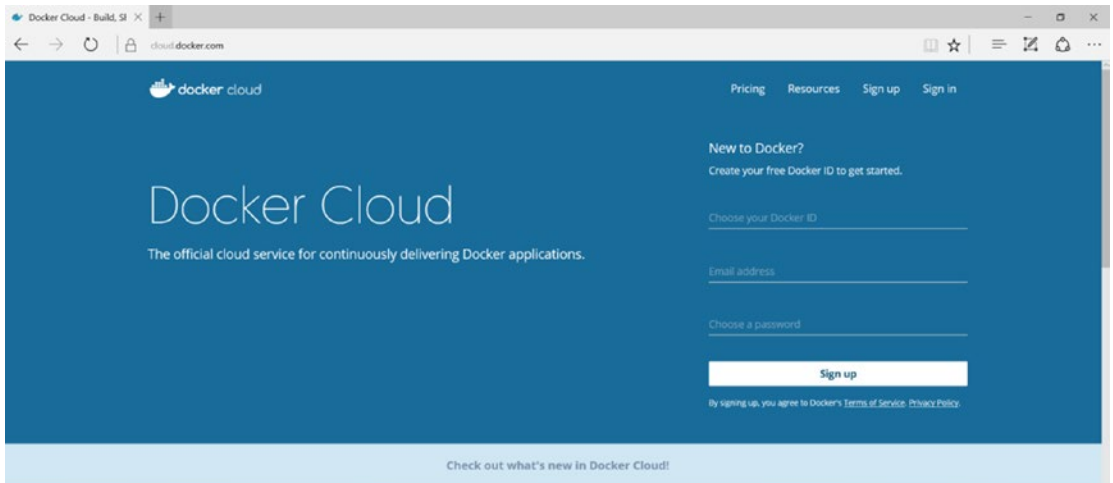 Docker Cloud - Build, Sl
cloud.docker.com
docker cloud
Pricing Resources Sign up Sign in
New to Docker?
Create your free Docker ID to get started.
Choose your Docker ID
Docker Cloud
The official cloud service for continuously delivering Docker applications.
Email address
Choose a password
Sign up
By signing up, you agree to Docker's Terms of Service, Privacy Policy.
Check out what's new in Docker Cloud!